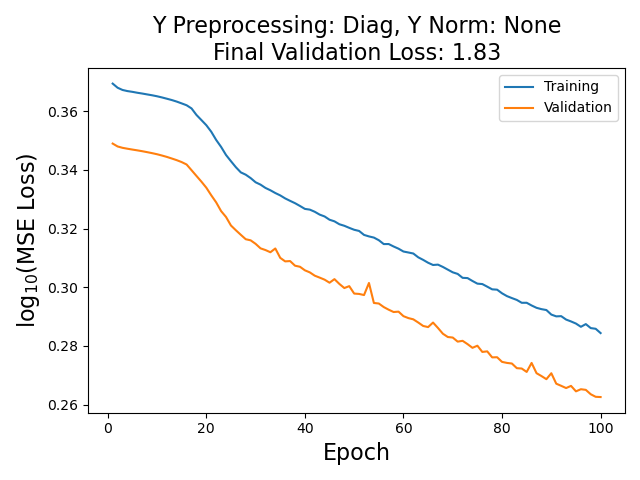 Y Preprocessing: Diag, Y Norm: None
Final Validation Loss: 1.83
Training
Validation
log₁₀(MSE Loss)
0.36
0.34
0.32
0.30
0.28
0.26
0
20
40
60
80
100
Epoch